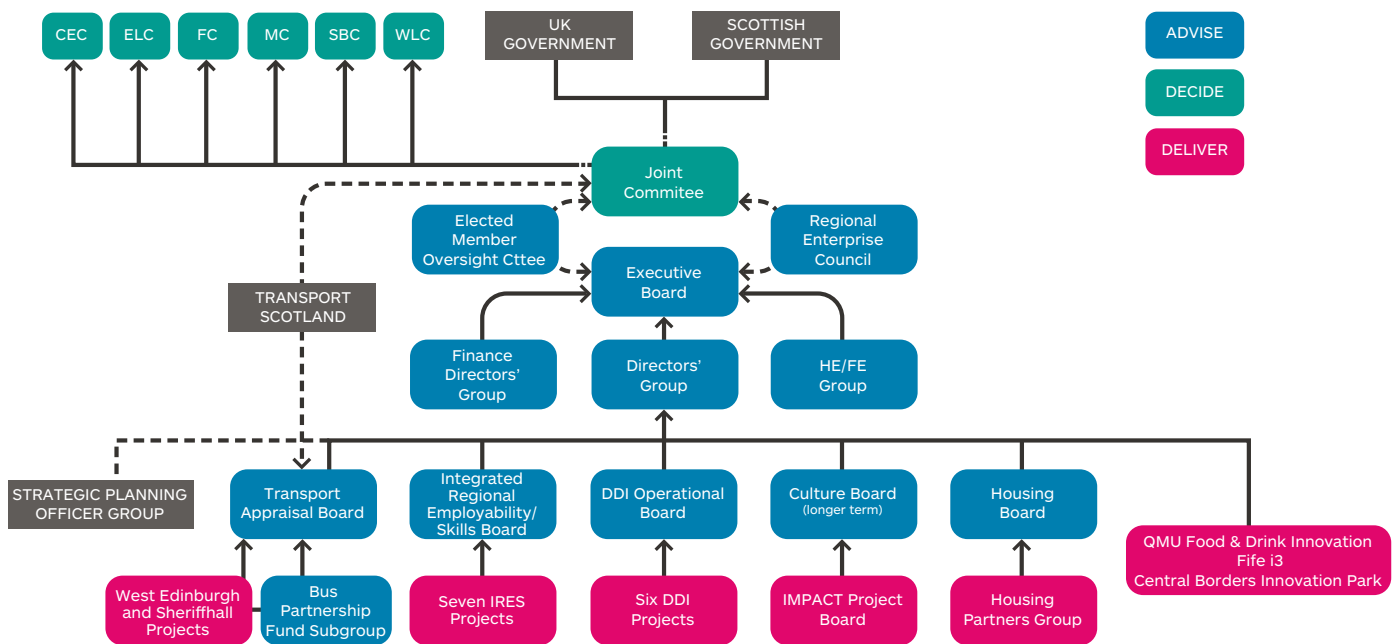 CEC
ELC
FC
MC
SBC
WLC
UK
GOVERNMENT
SCOTTISH
GOVERNMENT
ADVISE
DECIDE
DELIVER
Joint
Commitee
Elected
Member
Oversight Cttee
Regional
Enterprise
Council
Executive
Board
TRANSPORT
SCOTLAND
Finance
Directors'
Group
Directors'
Group
HE/FE
Group
STRATEGIC PLANNING
OFFICER GROUP
Transport
Appraisal Board
Integrated
Regional
Employability/
Skills Board
DDI Operational
Board
Culture Board
(longer term)
Housing
Board
QMU Food & Drink Innovation
Fife i3
Central Borders Innovation Park
West Edinburgh
and Sheriffhall
Projects
Bus
Partnership
Fund Subgroup
Seven IRES
Projects
Six DDI
Projects
IMPACT Project
Board
Housing
Partners Group